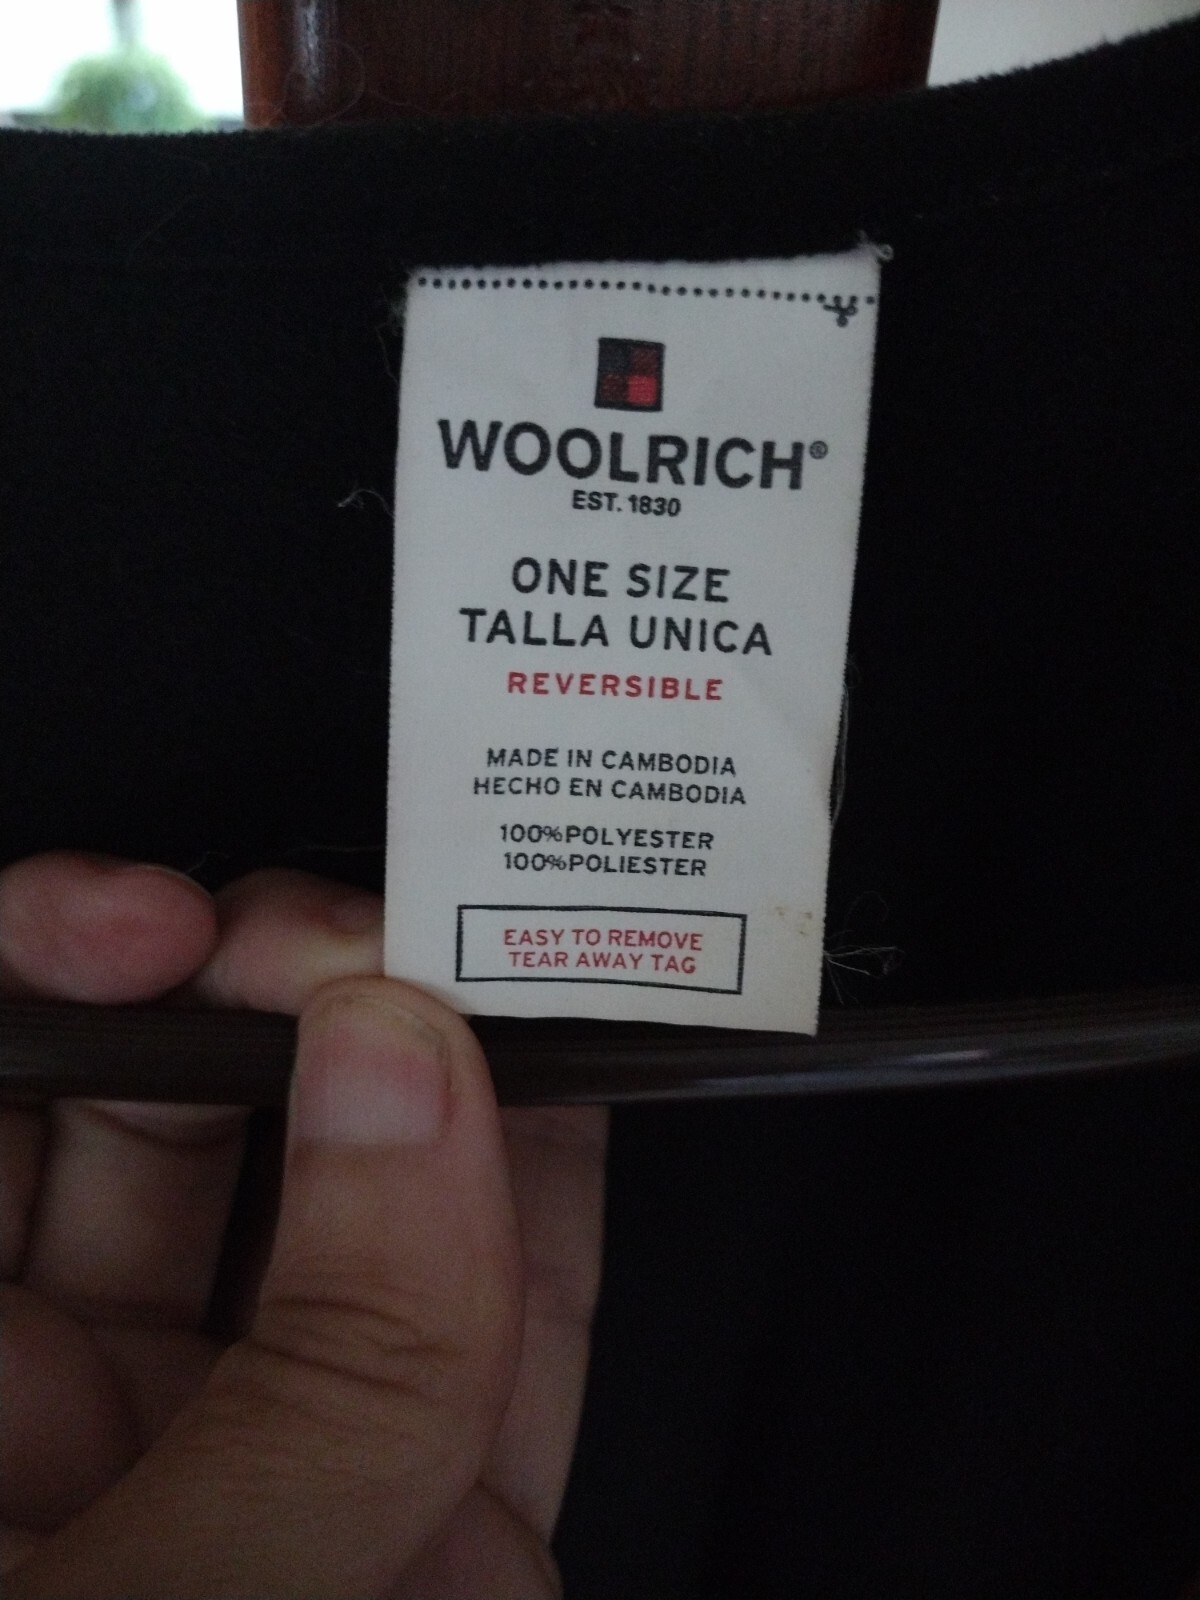 WOOLRICH®
EST. 1830
ONE SIZE
TALLA UNICA
REVERSIBLE
MADE IN CAMBODIA
HECHO EN CAMBODIA
100%POLYESTER
100%POLIESTER
EASY TO REMOVE
TEAR AWAY TAG